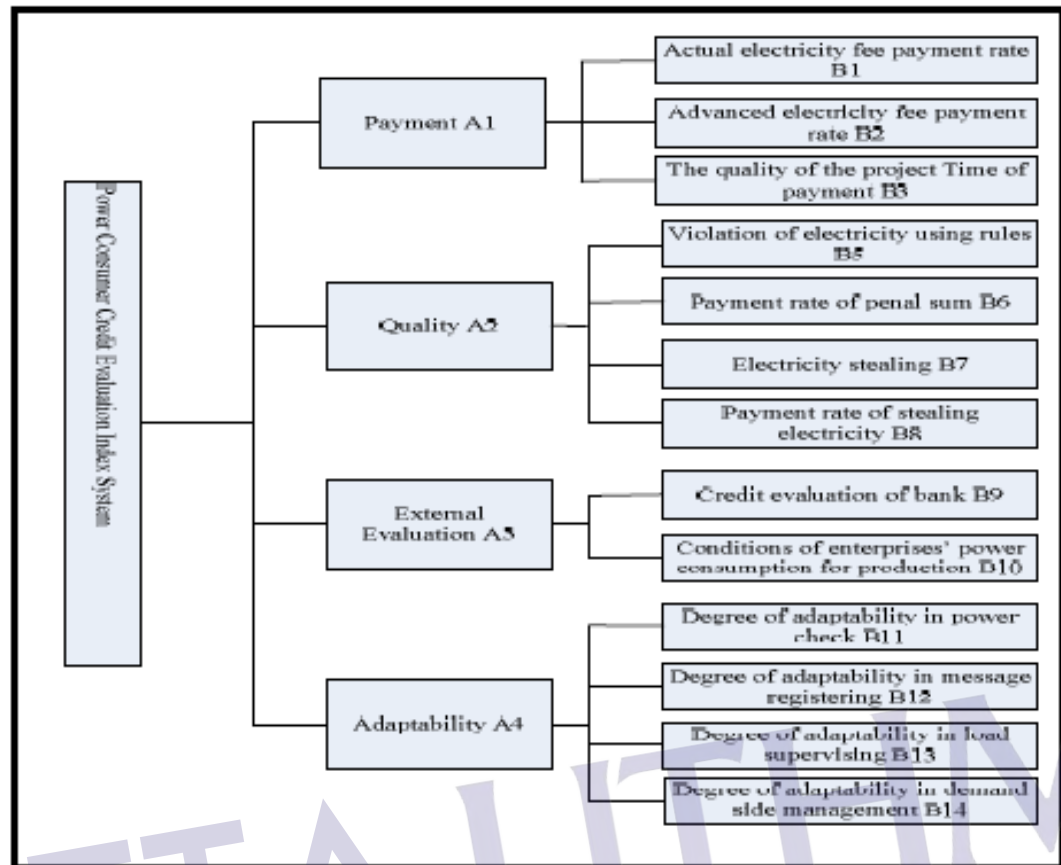 Power Consumer Credit Evaluation Index System
Payment A1
Actual electricity fee payment rate
B1
Advanced electricity fee payment
rate B2
The quality of the project Time of
payment B3
Quality A2
Violation of electricity using rules
B5
Payment rate of penal sum B6
Electricity stealing B7
Payment rate of stealing
electricity B8
External
Evaluation A3
Credit evaluation of bank B9
Conditions of enterprises' power
consumption for production B10
Adaptability A4
Degree of adaptability in power
check B11
Degree of adaptability in message
registering B12
Degree of adaptability in load
supervising B13
Degree of adaptability in demand
side management B14